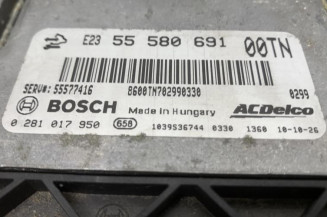 E23 55 580 691 00TN
SERV#: 55577416 8600TM702990330 0299
BOSCH Made in Hungary ACDelco
0 281 017 950 658 1039S36744 0330 1360 10-10-26